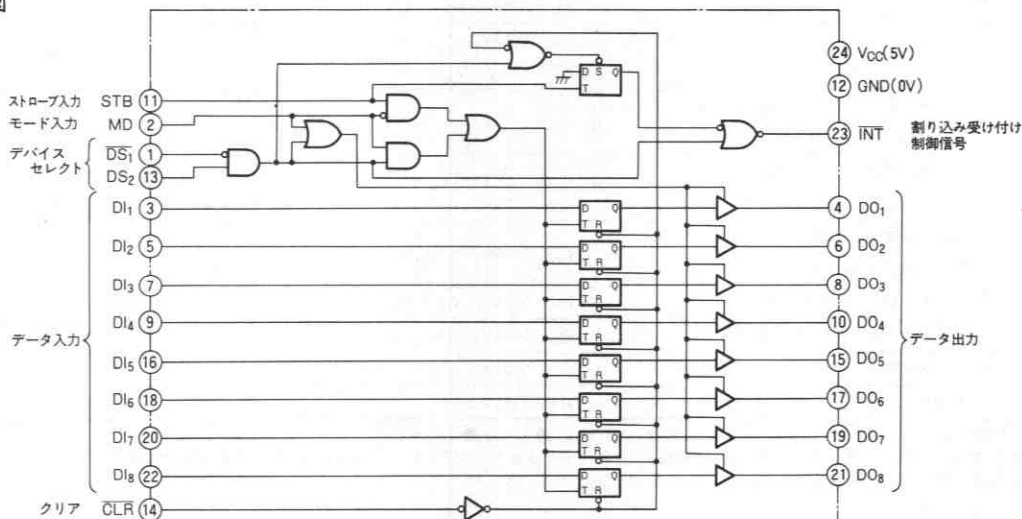 図
ストローブ入力 STB 11
モード入力 MD 2
デバイスセレクト
DS1 1
DS2 13
D S Q
T
24 VCC(5V)
12 GND(0V)
23 INT 割り込み受け付け制御信号
データ入力
DI1 3
DI2 5
DI3 7
DI4 9
DI5 16
DI6 18
DI7 20
DI8 22
クリア CLR 14
D Q
T R
D Q
T R
D Q
T R
D Q
T R
D Q
T R
D Q
T R
D Q
T R
D Q
T R
4 DO1
6 DO2
8 DO3
10 DO4
15 DO5
17 DO6
19 DO7
21 DO8
データ出力